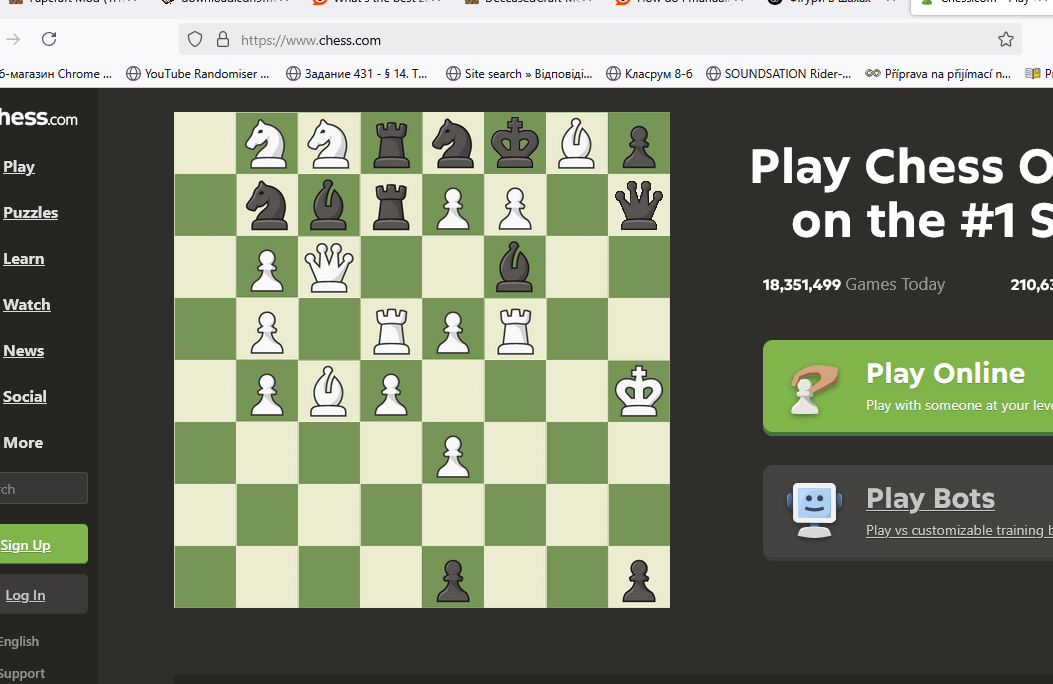 https://www.chess.com
б-магазин Chrome ... YouTube Randomiser ... Задание 431 - § 14. Т... Site search » Відповіді... Класрум 8-6 SOUNDSATION Rider-... Příprava na přijímací n...
hess.com
Play
Puzzles
Learn
Watch
News
Social
More
rch
Sign Up
Log In
English
Support
Play Chess O
on the #1 S
18,351,499 Games Today 210,63
Play Online
Play with someone at your leve
Play Bots
Play vs customizable training b